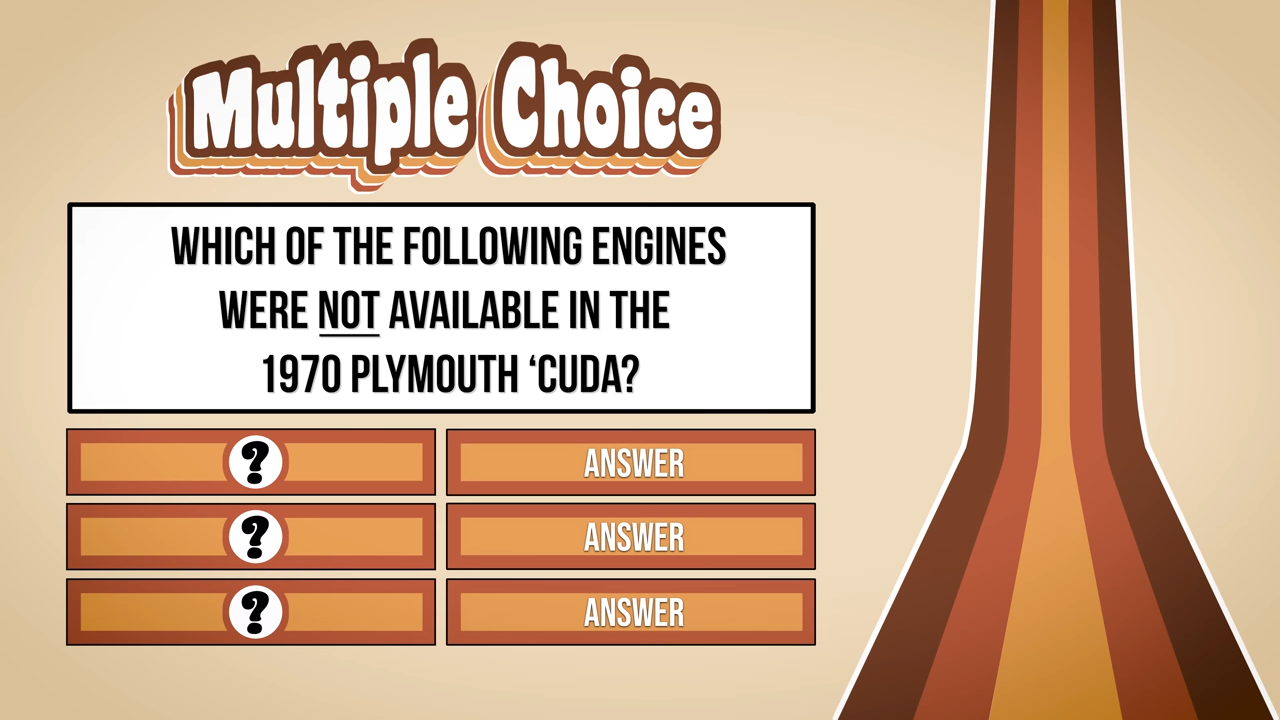 Multiple Choice
WHICH OF THE FOLLOWING ENGINES
WERE NOT AVAILABLE IN THE
1970 PLYMOUTH ‘CUDA?
?
ANSWER
?
ANSWER
?
ANSWER